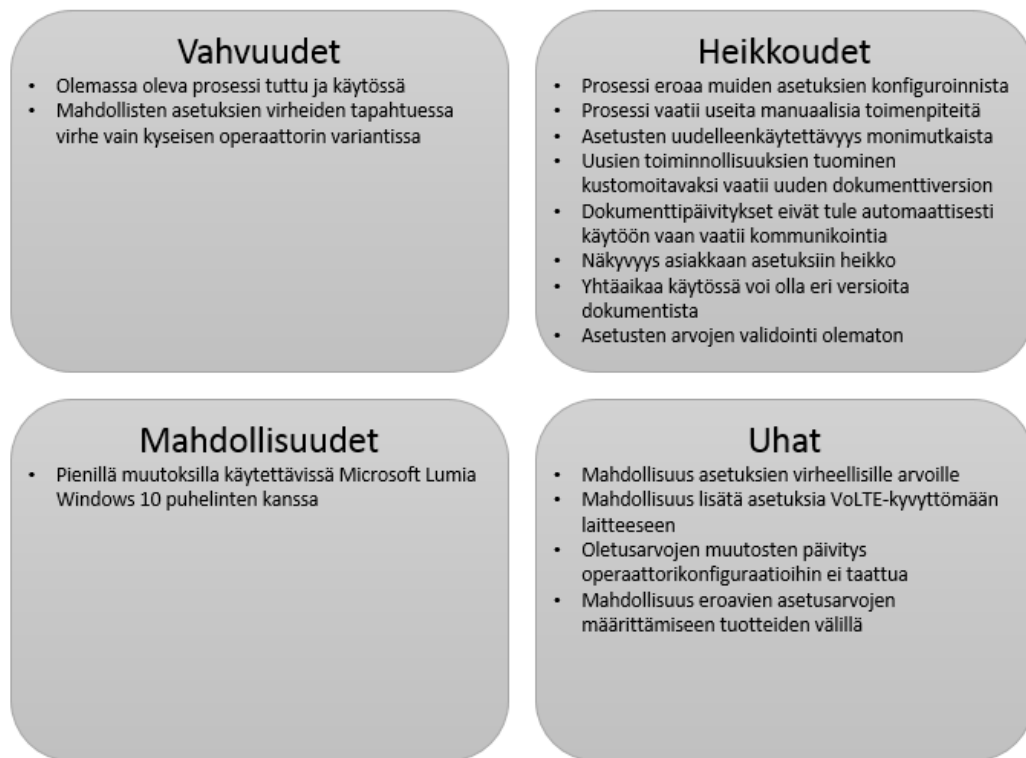 Vahvuudet
• Olemassa oleva prosessi tuttu ja käytössä
• Mahdollisten asetuksien virheiden tapahtuessa
virhe vain kyseisen operaattorin variantissa
Heikkoudet
• Prosessi eroaa muiden asetuksien konfiguroinnista
• Prosessi vaatii useita manuaalisia toimenpiteitä
• Asetusten uudelleenkäytettävyys monimutkaista
• Uusien toiminnollisuuksien tuominen
kustomoitavaksi vaatii uuden dokumenttiversion
• Dokumenttipäivitykset eivät tule automaattisesti
käytöön vaan vaatii kommunikointia
• Näkyvyys asiakkaan asetuksiin heikko
• Yhtäaikaa käytössä voi olla eri versioita
dokumentista
• Asetusten arvojen validointi olematon
Mahdollisuudet
• Pienillä muutoksilla käytettävissä Microsoft Lumia
Windows 10 puhelinten kanssa
Uhat
• Mahdollisuus asetuksien virheellisille arvoille
• Mahdollisuus lisätä asetuksia VoLTE-kyvyttömään
laitteeseen
• Oletusarvojen muutosten päivitys
operaattorikonfiguraatioihin ei taattua
• Mahdollisuus eroavien asetusarvojen
määrittämiseen tuotteiden välillä